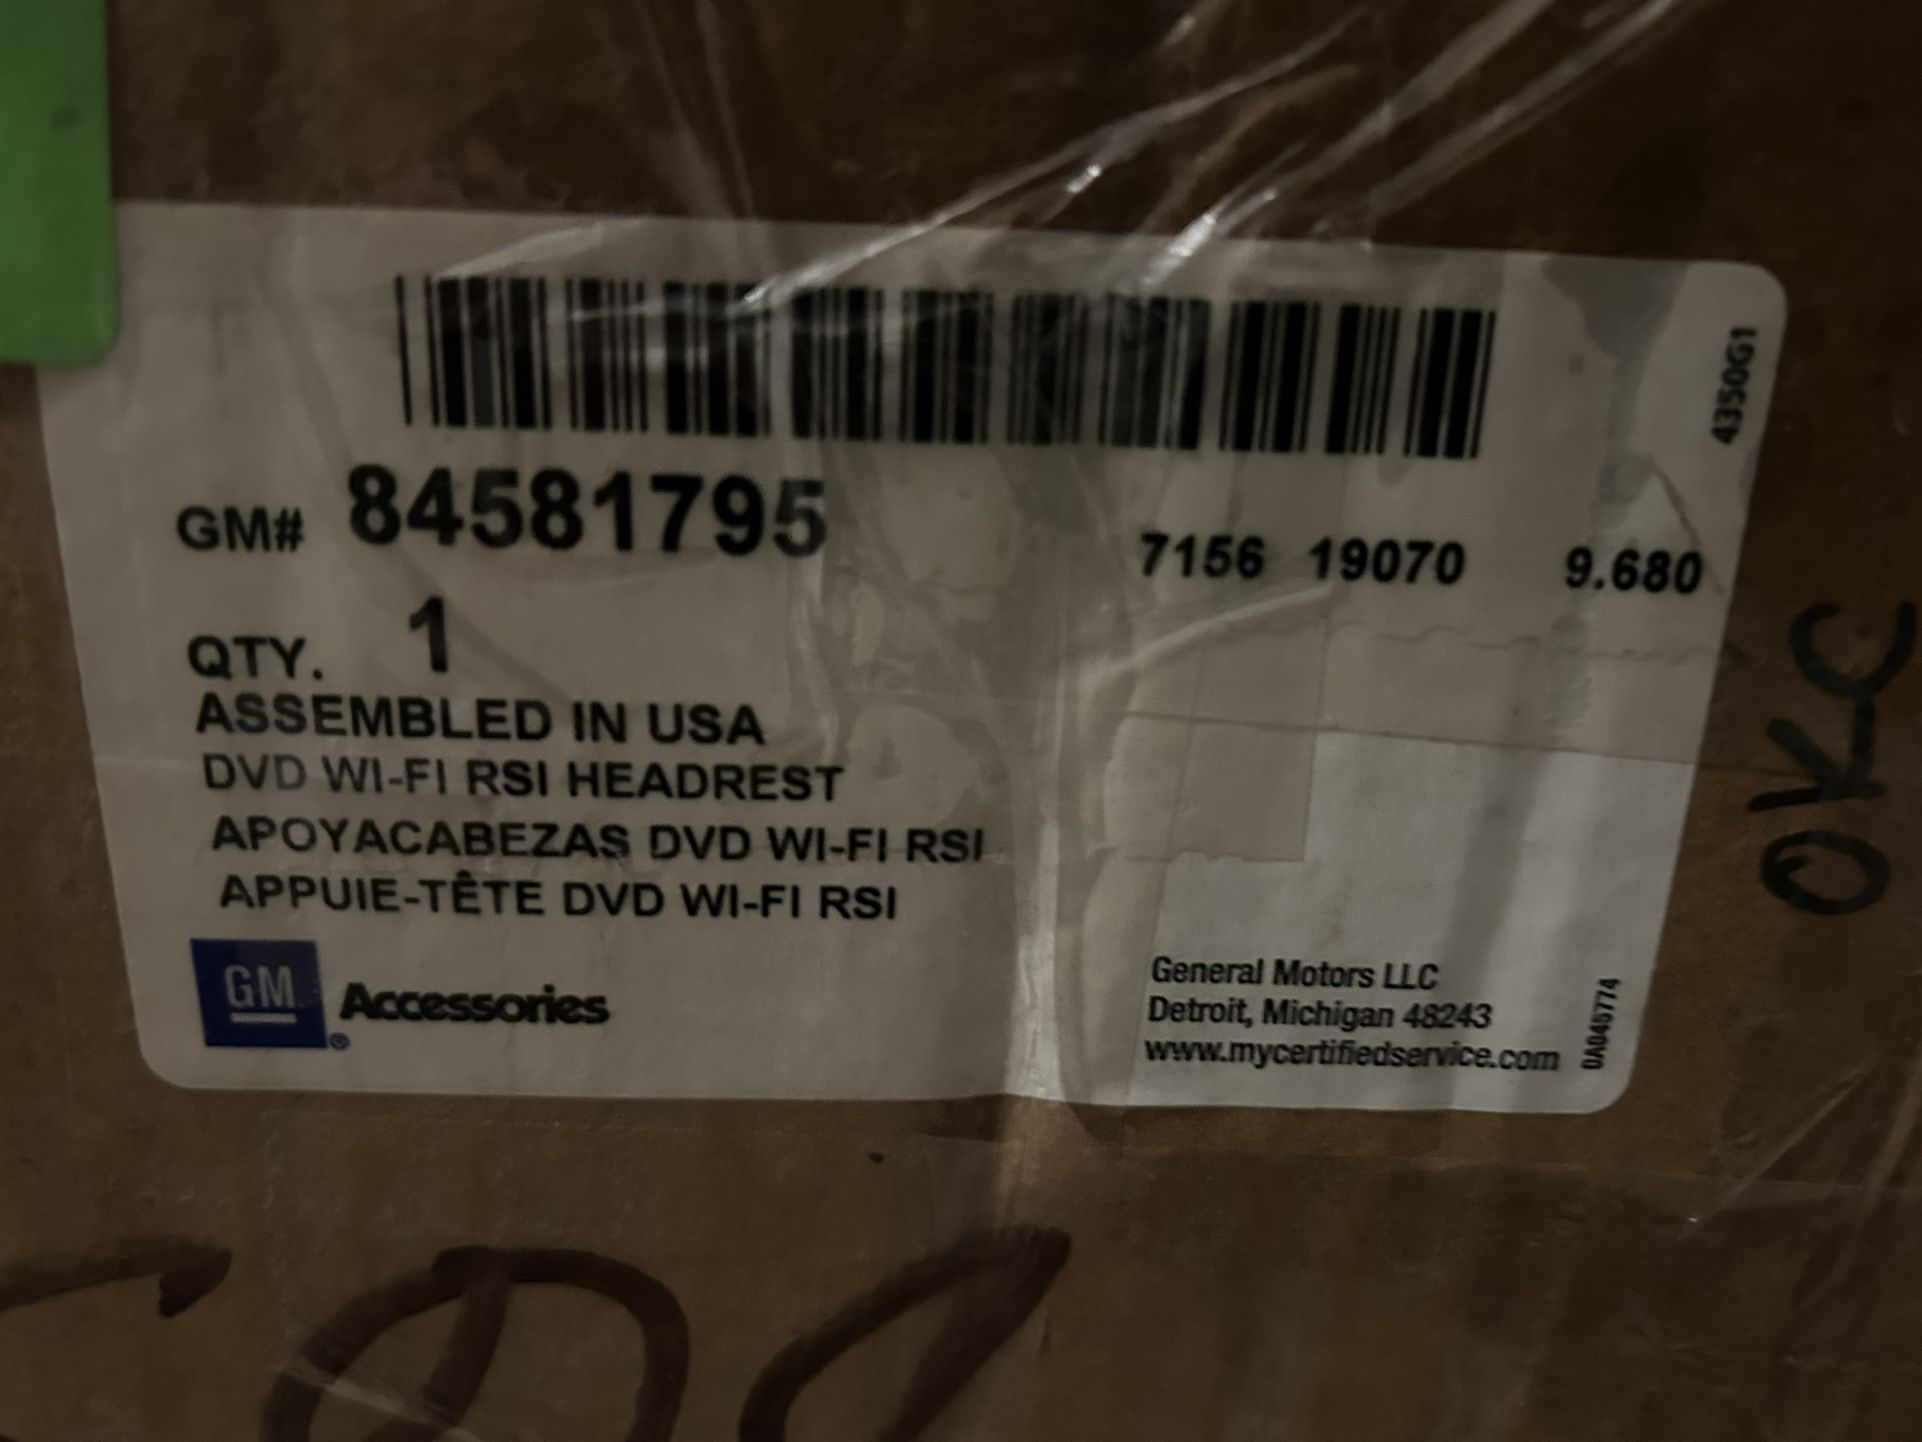 4350G1
GM# 84581795
7156 19070 9.680
QTY. 1
ASSEMBLED IN USA
DVD WI-FI RSI HEADREST
APOYACABEZAS DVD WI-FI RSI
APPUIE-TÊTE DVD WI-FI RSI
GM
® Accessories
General Motors LLC
Detroit, Michigan 48243
www.mycertifiedservice.com
OKC